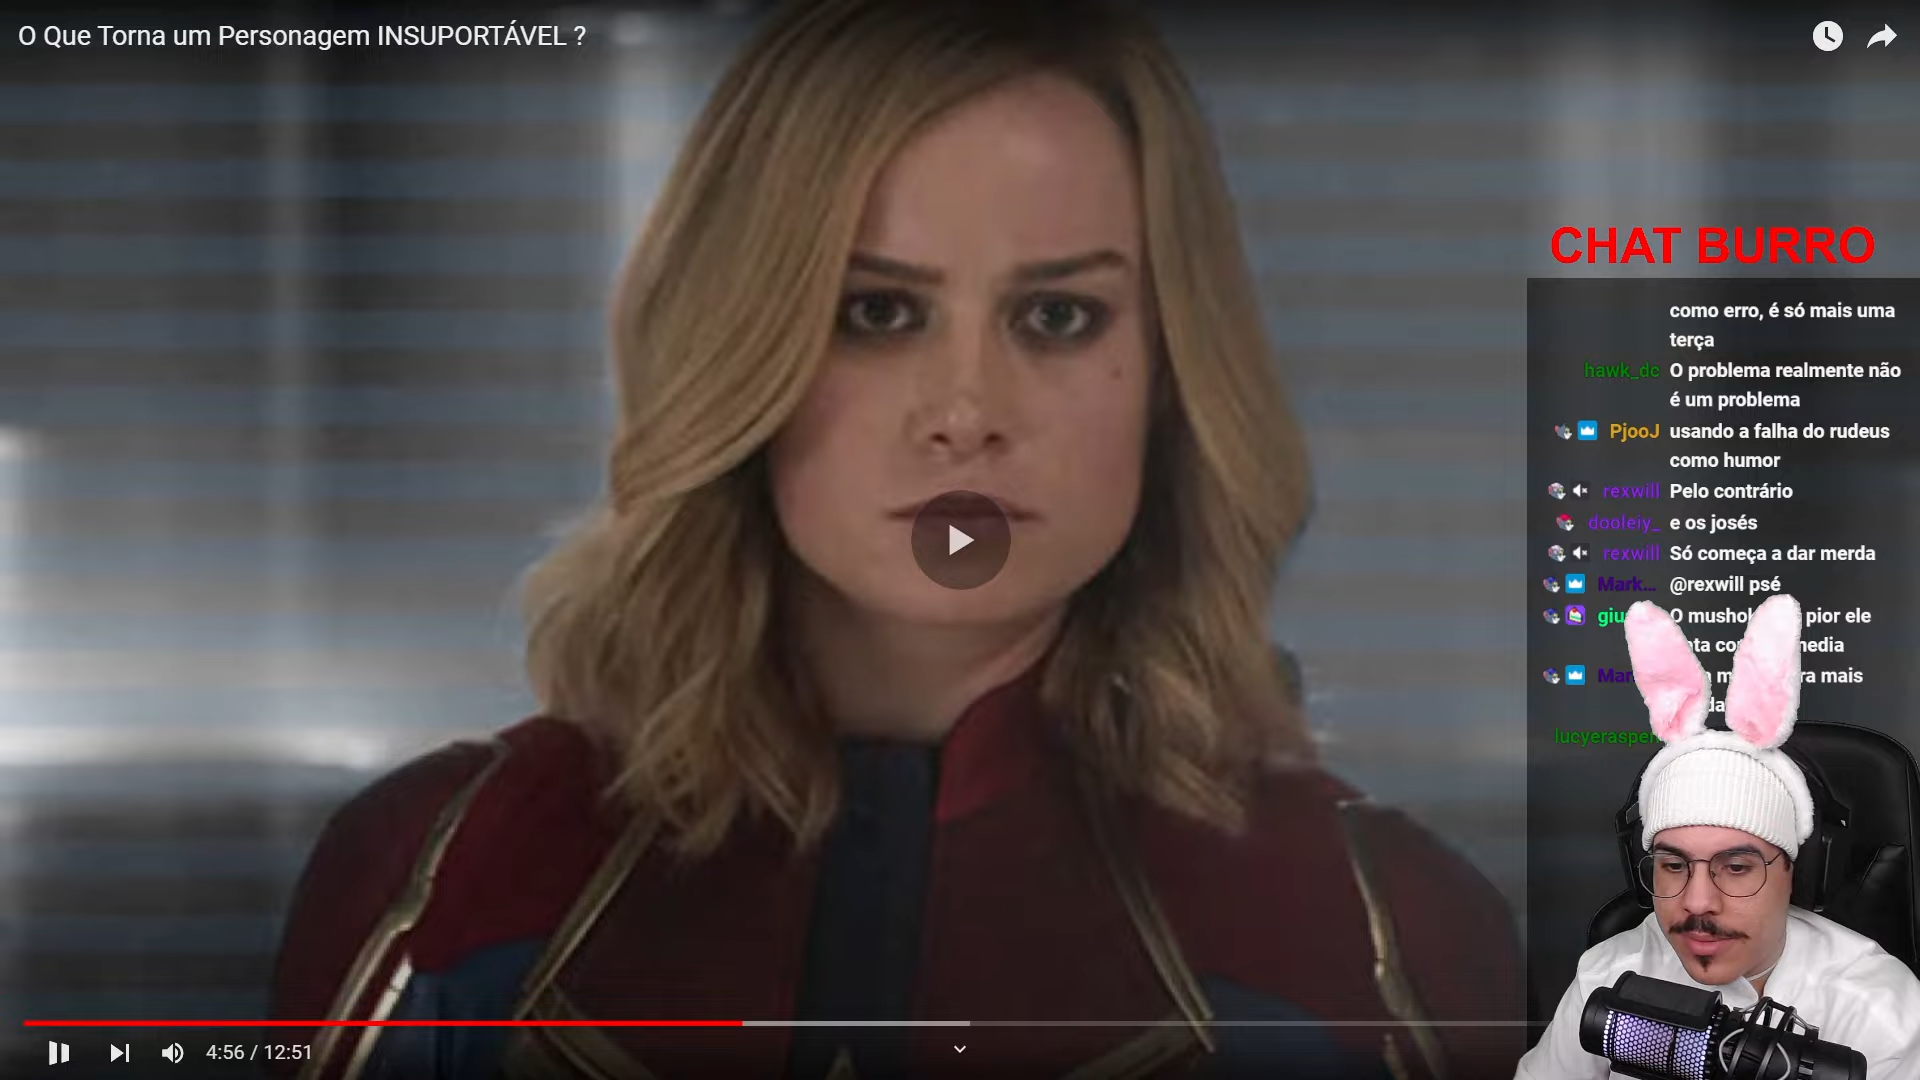 O Que Torna um Personagem INSUPORTÁVEL ?
CHAT BURRO
como erro, é só mais uma
terça
hawk_dc O problema realmente não
é um problema
PjooJ usando a falha do rudeus
como humor
rexwill Pelo contrário
dooleiy_ e os josés
rexwill Só começa a dar merda
Mark... @rexwill psé
O pior ele
ra mais
4:56 / 12:51